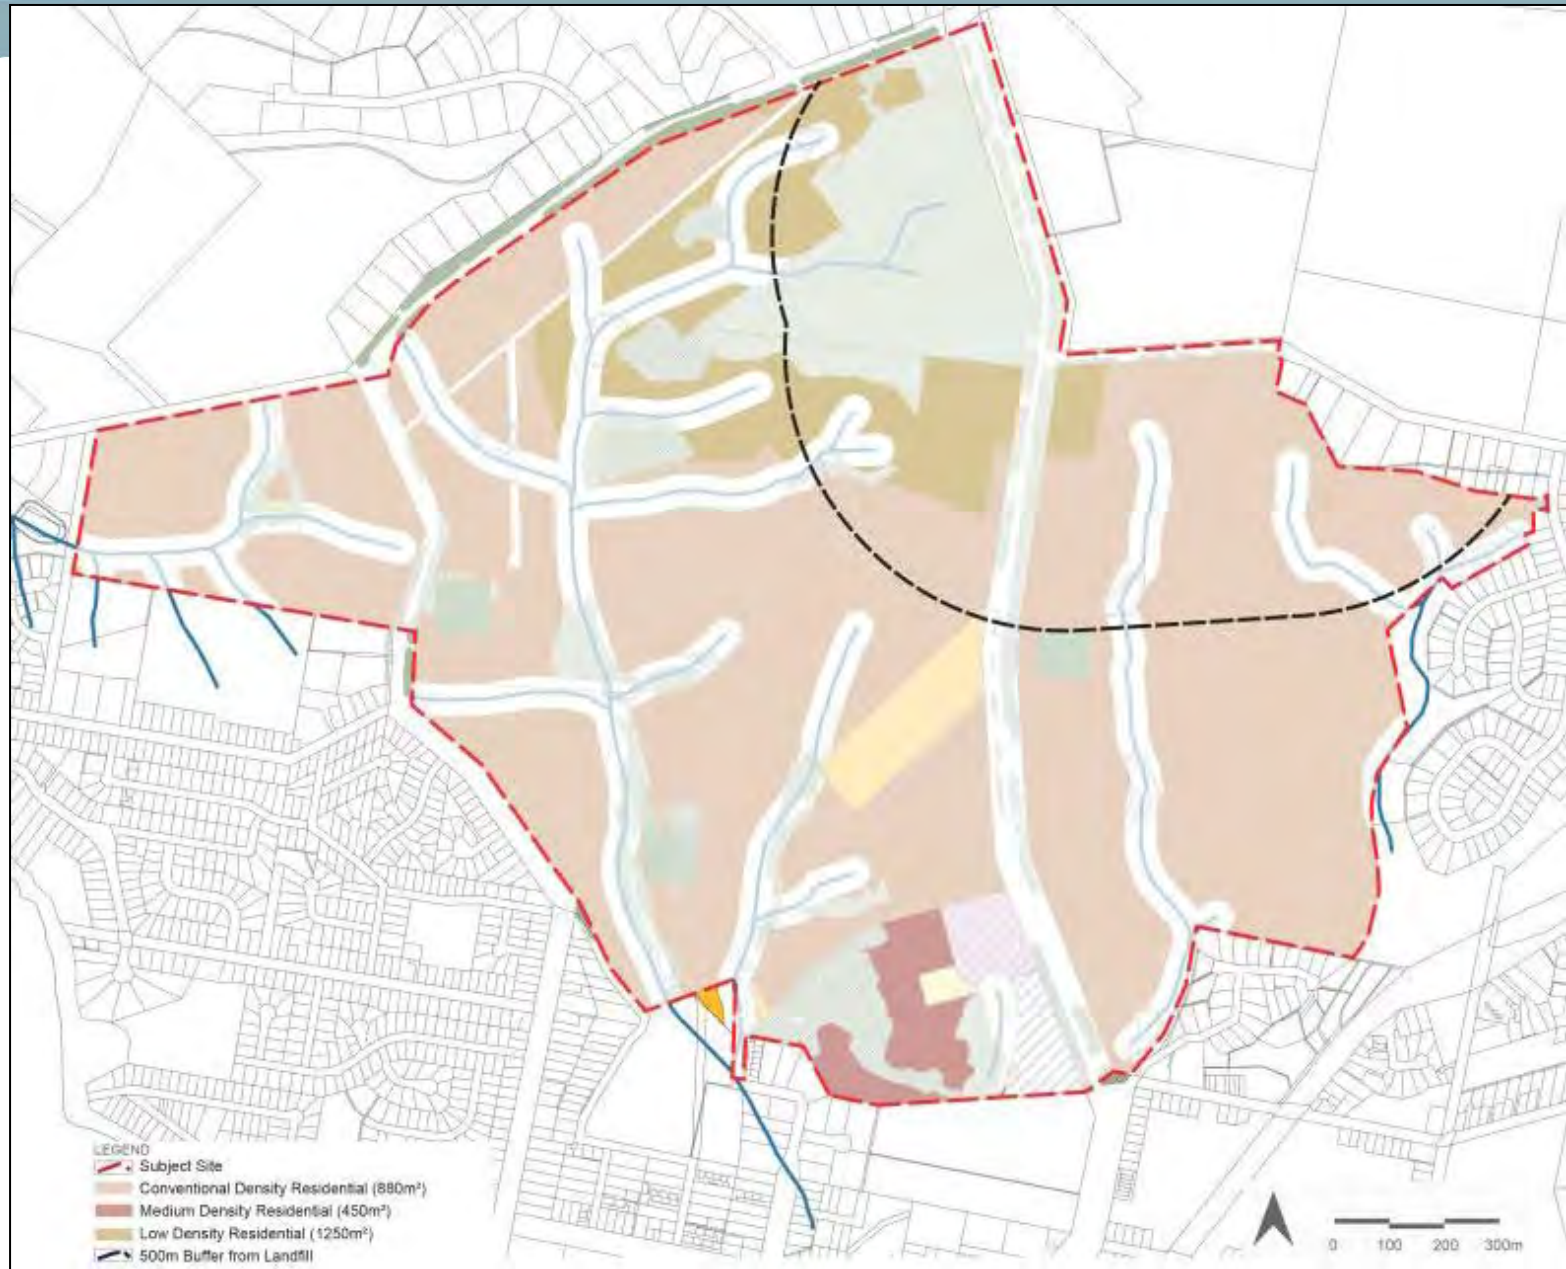 LEGEND
Subject Site
Conventional Density Residential (880m²)
Medium Density Residential (450m²)
Low Density Residential (1250m²)
500m Buffer from Landfill
0 100 200 300m